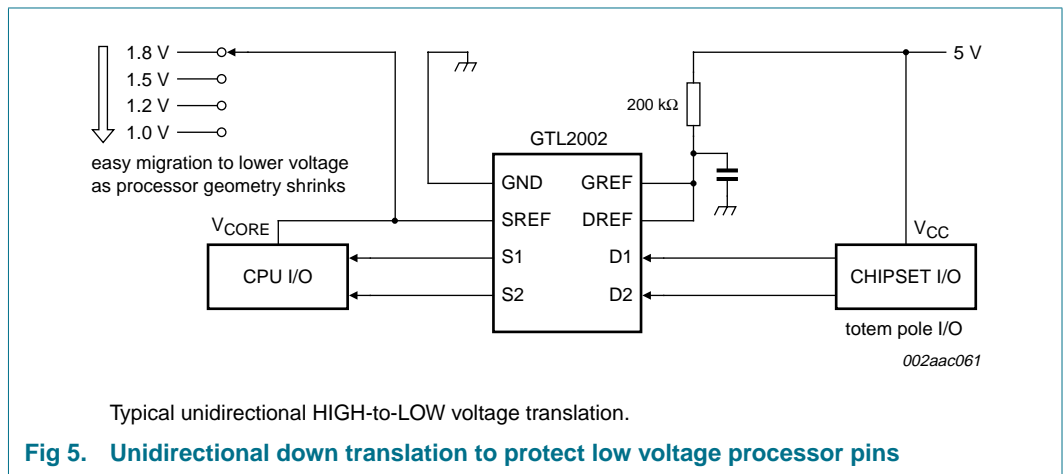 1.8 V
1.5 V
1.2 V
1.0 V
easy migration to lower voltage
as processor geometry shrinks
5 V
200 kΩ
GTL2002
GND
GREF
SREF
DREF
S1
D1
S2
D2
VCORE
CPU I/O
VCC
CHIPSET I/O
totem pole I/O
002aac061
Typical unidirectional HIGH-to-LOW voltage translation.
Fig 5. Unidirectional down translation to protect low voltage processor pins